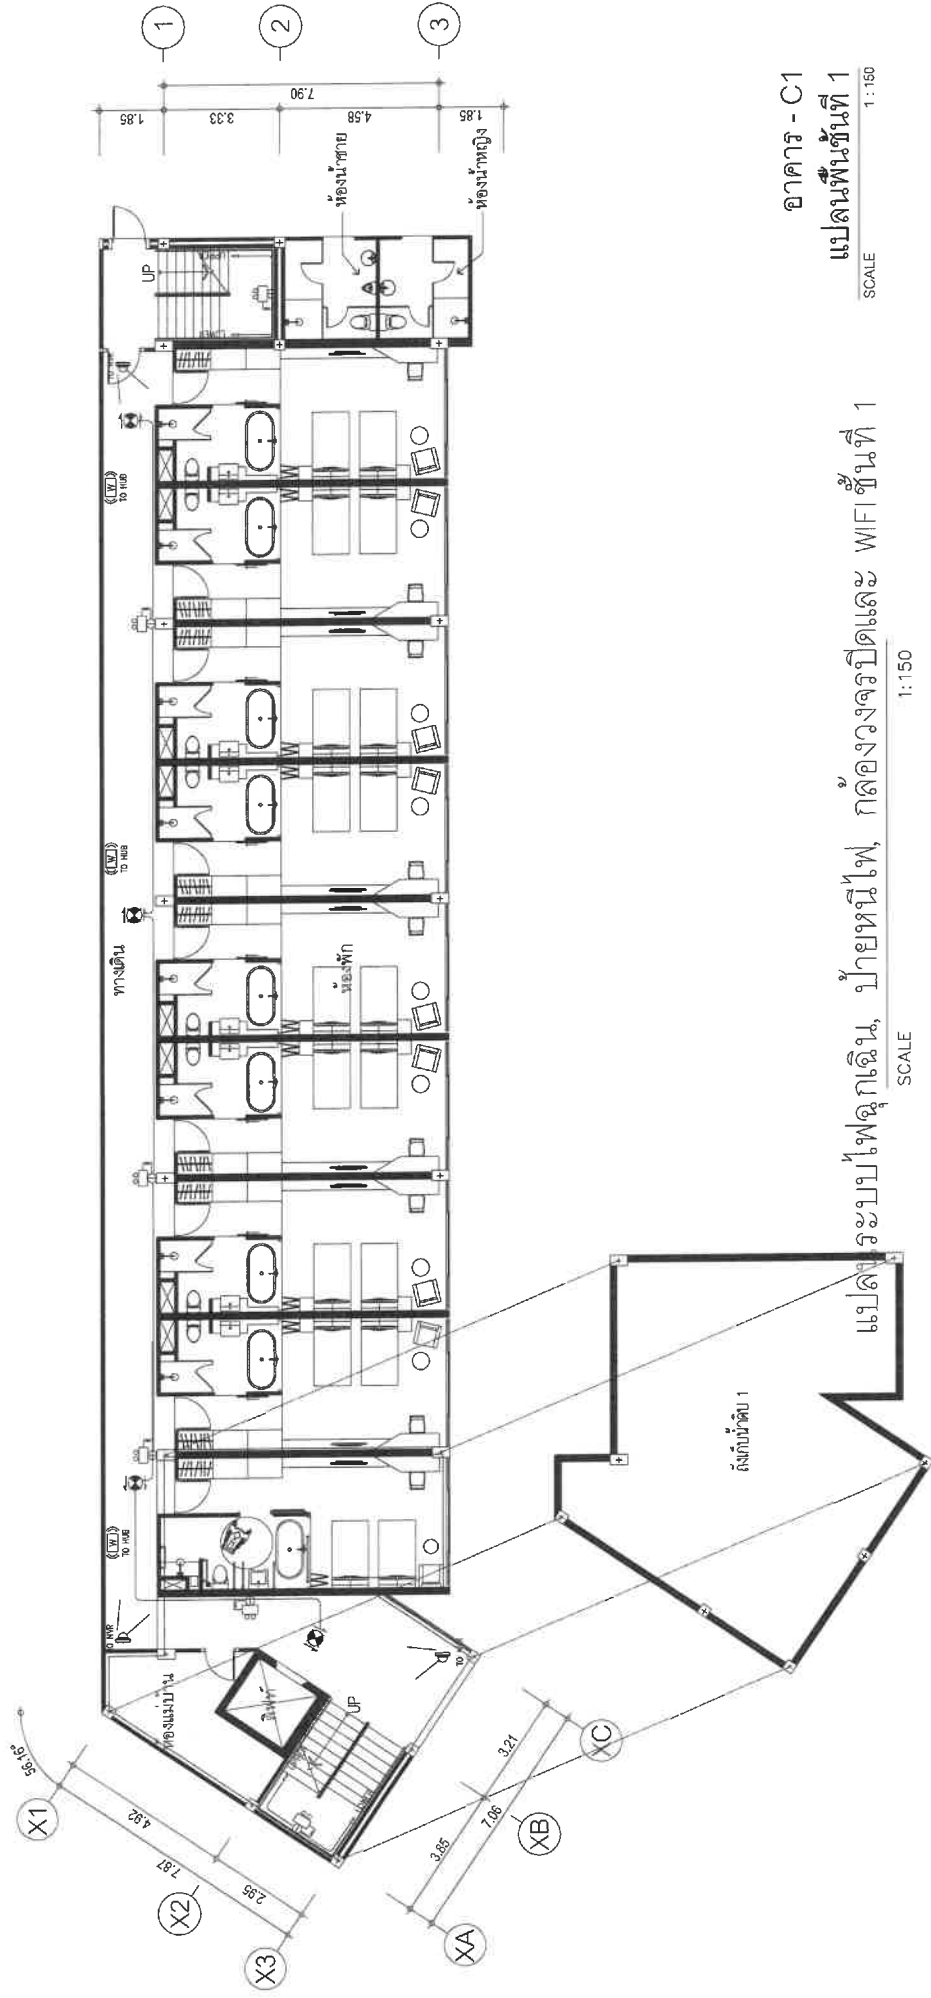 1
2
3
1.85
3.33
7.90
4.58
1.85
ห้องน้ำชาย
ห้องน้ำหญิง
UP
TO HUB
TO HUB
ทางเดิน
ห้องพัก
TO HUB
TO NVR
ห้องแม่บ้าน
ลิฟท์
UP
56.16°
X1
4.92
7.87
X2
2.95
X3
3.21
XC
7.06
XB
3.85
XA
ถังเก็บน้ำดิบ 1
อาคาร - C1
แปลนพื้นชั้นที่ 1
SCALE 1:150
แปลนระบบไฟฉุกเฉิน, ป้ายหนีไฟ, กล้องวงจรปิดและ WIFI ชั้นที่ 1
SCALE 1:150